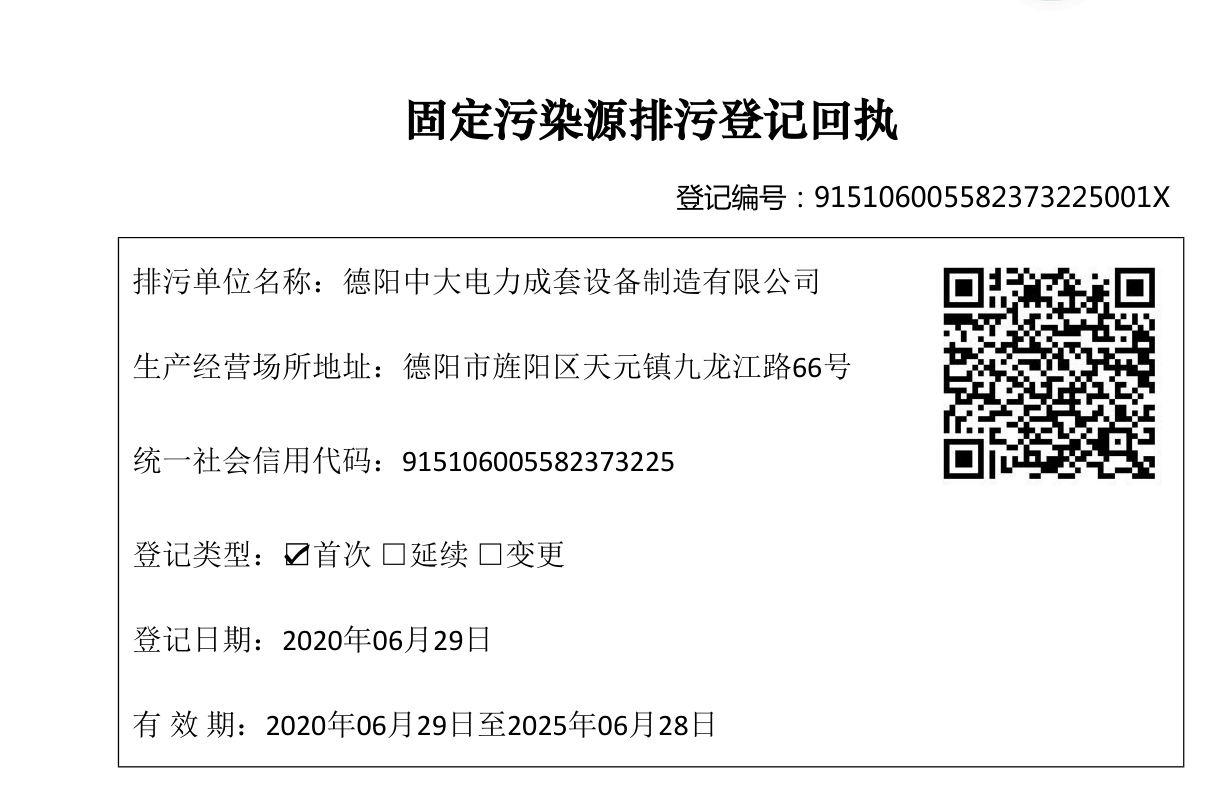 固定污染源排污登记回执
登记编号：915106005582373225001X
排污单位名称：德阳中大电力成套设备制造有限公司
生产经营场所地址：德阳市旌阳区天元镇九龙江路66号
统一社会信用代码：915106005582373225
登记类型：☑首次 ☐延续 ☐变更
登记日期：2020年06月29日
有 效 期：2020年06月29日至2025年06月28日